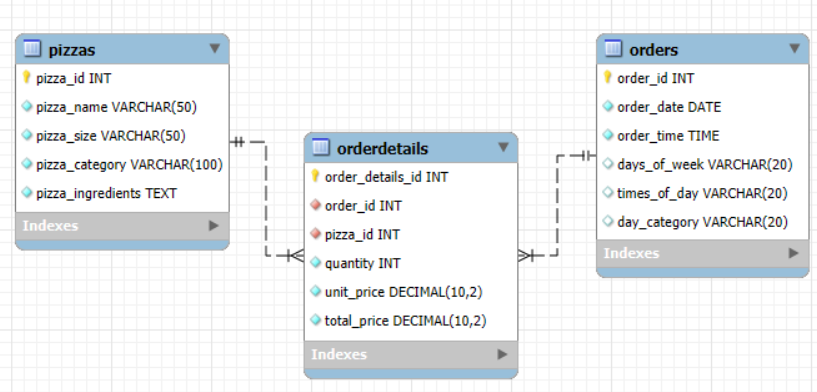 pizzas
pizza_id INT
pizza_name VARCHAR(50)
pizza_size VARCHAR(50)
pizza_category VARCHAR(100)
pizza_ingredients TEXT
Indexes
orderdetails
order_details_id INT
order_id INT
pizza_id INT
quantity INT
unit_price DECIMAL(10,2)
total_price DECIMAL(10,2)
Indexes
orders
order_id INT
order_date DATE
order_time TIME
days_of_week VARCHAR(20)
times_of_day VARCHAR(20)
day_category VARCHAR(20)
Indexes